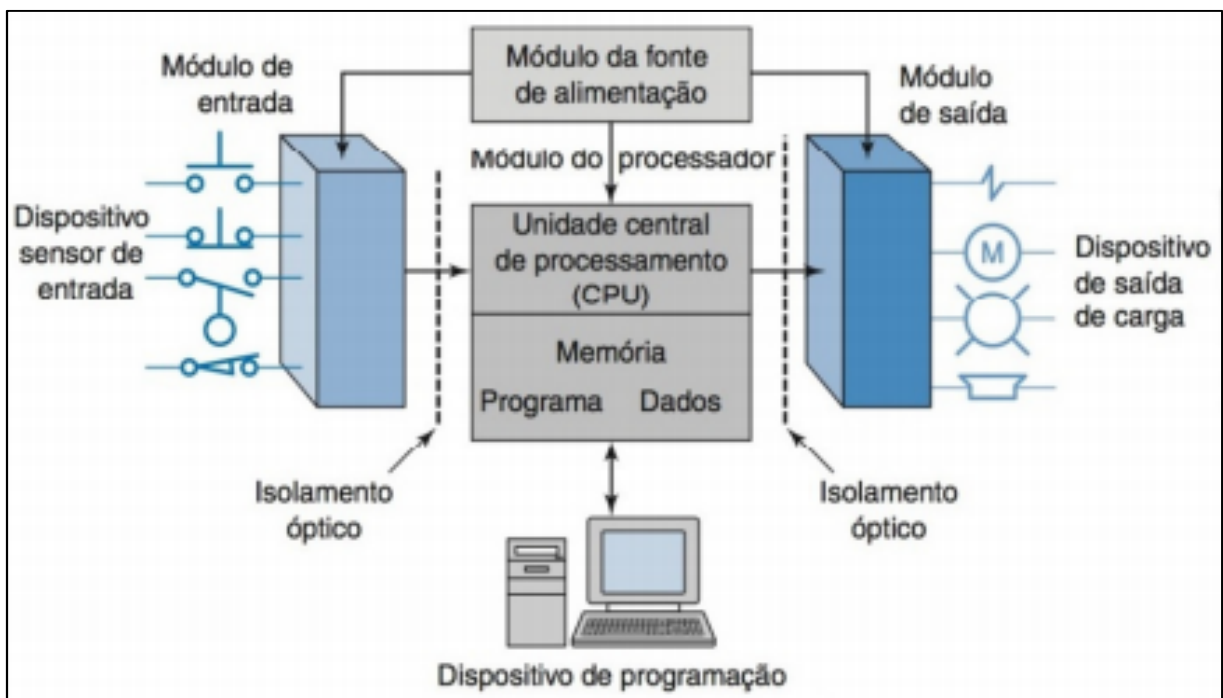 Módulo de
entrada
Módulo da fonte
de alimentação
Módulo
de saída
Módulo do processador
Dispositivo
sensor de
entrada
Unidade central
de processamento
(CPU)
Memória
Programa Dados
M
Dispositivo
de saída
de carga
Isolamento
óptico
Isolamento
óptico
Dispositivo de programação